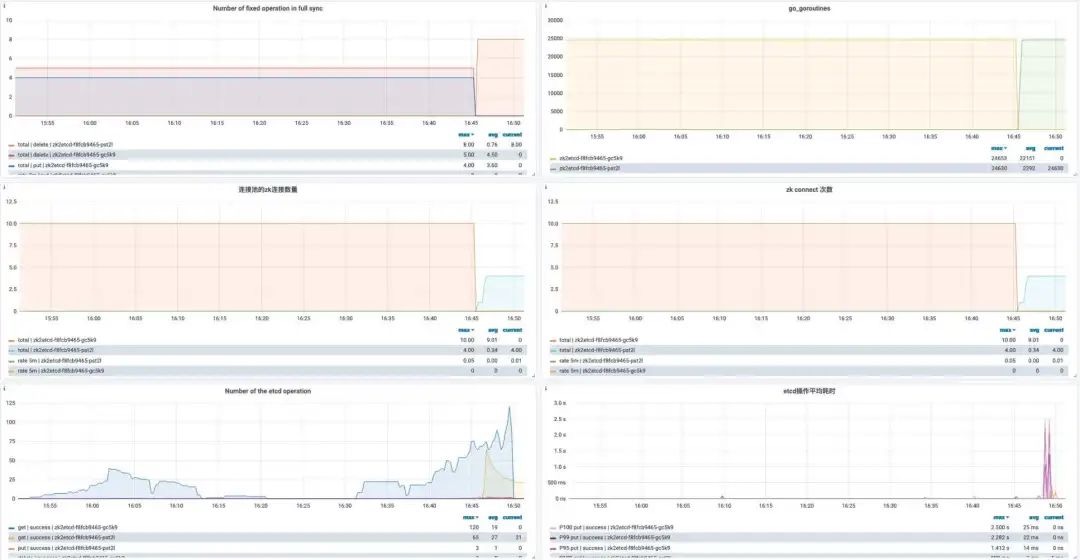 Number of fixed operation in full sync
10
8
6
4
2
0
15:55 16:00 16:05 16:10 16:15 16:20 16:25 16:30 16:35 16:40 16:45 16:50
max avg current
total | delete | zk2etcd-f8fcb9465-pat2l 8.00 0.76 8.00
total | delete | zk2etcd-f8fcb9465-gc5k9 5.00 4.50 0
total | put | zk2etcd-f8fcb9465-gc5k9 4.00 3.60 0
go_goroutines
30000
25000
20000
15000
10000
5000
0
15:55 16:00 16:05 16:10 16:15 16:20 16:25 16:30 16:35 16:40 16:45 16:50
max avg current
zk2etcd-f8fcb9465-gc5k9 24653 22151 0
zk2etcd-f8fcb9465-pat2l 24630 2292 24630
连接池的zk连接数量
12.5
10.0
7.5
5.0
2.5
0
15:55 16:00 16:05 16:10 16:15 16:20 16:25 16:30 16:35 16:40 16:45 16:50
max avg current
total | zk2etcd-f8fcb9465-gc5k9 10.00 9.01 0
total | zk2etcd-f8fcb9465-pat2l 4.00 0.34 4.00
rate 5m | zk2etcd-f8fcb9465-pat2l 0.05 0.00 0.01
rate 5m | zk2etcd-f8fcb9465-gc5k9 0 0 0
zk connect 次数
12.5
10.0
7.5
5.0
2.5
0
15:55 16:00 16:05 16:10 16:15 16:20 16:25 16:30 16:35 16:40 16:45 16:50
max avg current
total | zk2etcd-f8fcb9465-gc5k9 10.00 9.01 0
total | zk2etcd-f8fcb9465-pat2l 4.00 0.34 4.00
rate 5m | zk2etcd-f8fcb9465-pat2l 0.05 0.00 0.01
rate 5m | zk2etcd-f8fcb9465-gc5k9 0 0 0
Number of the etcd operation
125
100
75
50
25
0
15:55 16:00 16:05 16:10 16:15 16:20 16:25 16:30 16:35 16:40 16:45 16:50
max avg current
get | success | zk2etcd-f8fcb9465-gc5k9 120 19 0
get | success | zk2etcd-f8fcb9465-pat2l 65 27 21
put | success | zk2etcd-f8fcb9465-pat2l 3 1 0
etcd操作平均耗时
3.0 s
2.5 s
2.0 s
1.5 s
1.0 s
500 ms
0 ns
15:55 16:00 16:05 16:10 16:15 16:20 16:25 16:30 16:35 16:40 16:45 16:50
max avg current
P100 put | success | zk2etcd-f8fcb9465-gc5k9 2.500 s 25 ms 0 ns
P99 put | success | zk2etcd-f8fcb9465-gc5k9 2.282 s 22 ms 0 ns
P95 put | success | zk2etcd-f8fcb9465-gc5k9 1.412 s 14 ms 0 ns